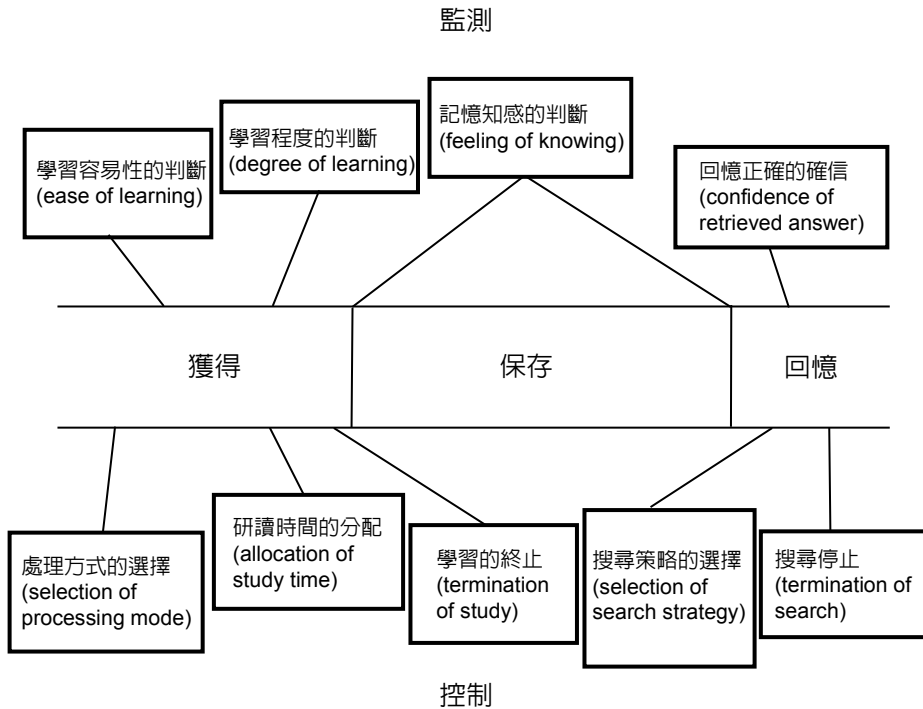 監測
學習容易性的判斷
(ease of learning)
學習程度的判斷
(degree of learning)
記憶知感的判斷
(feeling of knowing)
回憶正確的確信
(confidence of
retrieved answer)
獲得
保存
回憶
處理方式的選擇
(selection of
processing mode)
研讀時間的分配
(allocation of
study time)
學習的終止
(termination
of study)
搜尋策略的選擇
(selection of
search strategy)
搜尋停止
(termination of
search)
控制